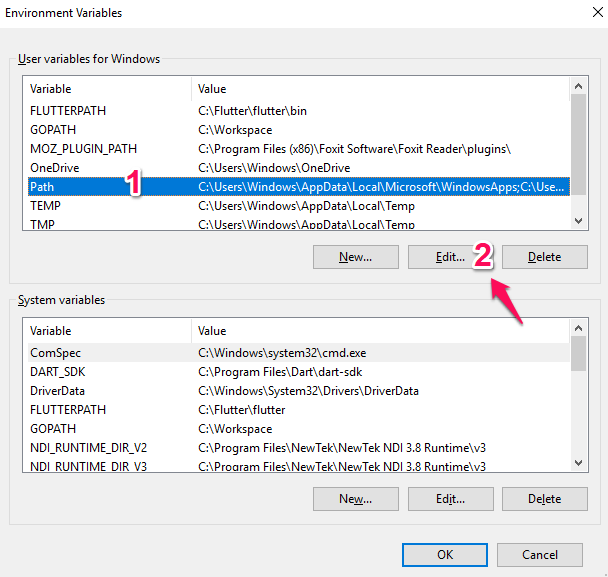 Environment Variables
User variables for Windows
Variable Value
FLUTTERPATH C:\Flutter\flutter\bin
GOPATH C:\Workspace
MOZ_PLUGIN_PATH C:\Program Files (x86)\Foxit Software\Foxit Reader\plugins\
OneDrive C:\Users\Windows\OneDrive
Path 1 C:\Users\Windows\AppData\Local\Microsoft\WindowsApps;C:\Use...
TEMP C:\Users\Windows\AppData\Local\Temp
TMP C:\Users\Windows\AppData\Local\Temp
New... Edit... 2 Delete
System variables
Variable Value
ComSpec C:\Windows\system32\cmd.exe
DART_SDK C:\Program Files\Dart\dart-sdk
DriverData C:\Windows\System32\Drivers\DriverData
FLUTTERPATH C:\Flutter\flutter
GOPATH C:\Workspace
NDI_RUNTIME_DIR_V2 C:\Program Files\NewTek\NewTek NDI 3.8 Runtime\v3
NDI_RUNTIME_DIR_V3 C:\Program Files\NewTek\NewTek NDI 3.8 Runtime\v3
New... Edit... Delete
OK Cancel